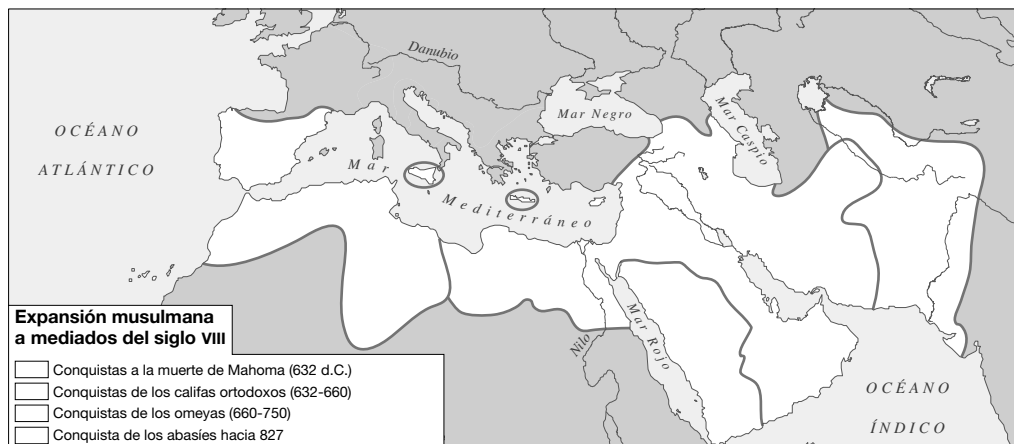 Danubio
Mar Negro
Mar Caspio
OCÉANO
ATLÁNTICO
Mar
Mediterráneo
Nilo
Mar Rojo
OCÉANO
ÍNDICO
Expansión musulmana
a mediados del siglo VIII
Conquistas a la muerte de Mahoma (632 d.C.)
Conquistas de los califas ortodoxos (632-660)
Conquistas de los omeyas (660-750)
Conquista de los abasíes hacia 827